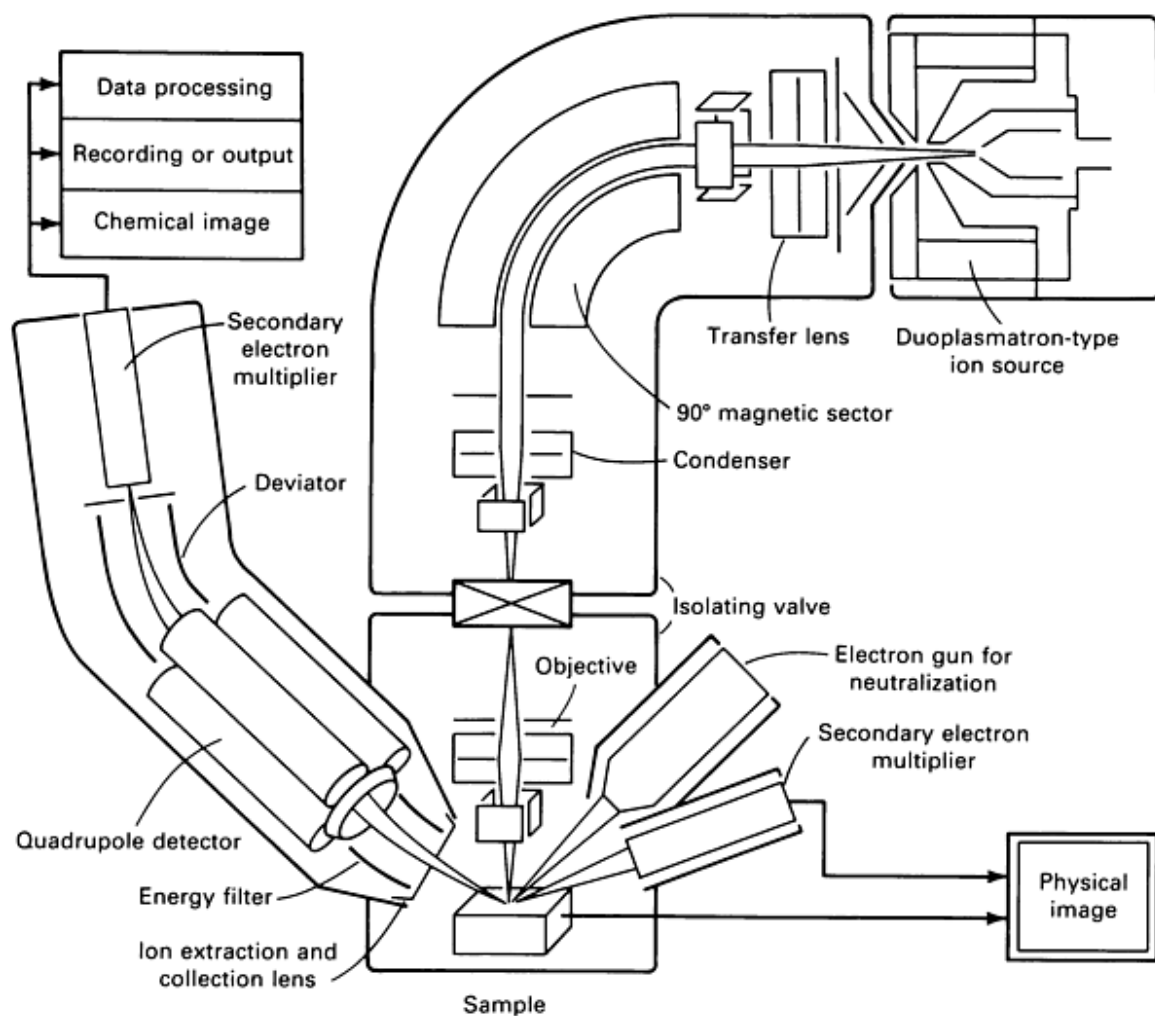 Data processing
Recording or output
Chemical image
Secondary
electron
multiplier
Deviator
Transfer lens
Duoplasmatron-type
ion source
90° magnetic sector
Condenser
Isolating valve
Objective
Electron gun for
neutralization
Secondary electron
multiplier
Quadrupole detector
Energy filter
Ion extraction and
collection lens
Physical
image
Sample